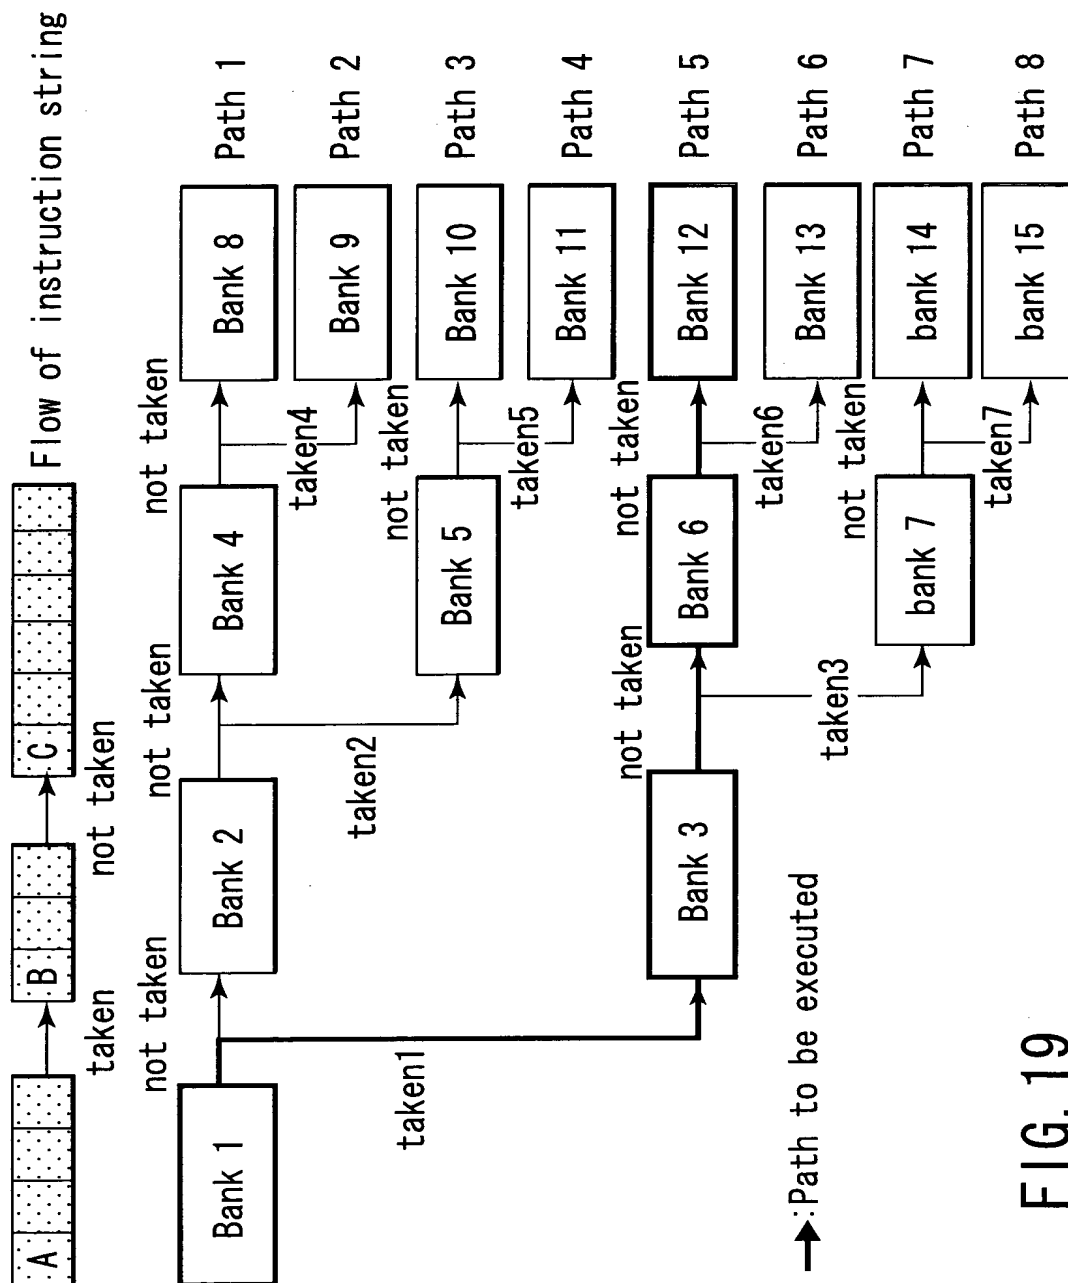 A
B
C
Flow of instruction string
taken
not taken
not taken
not taken
not taken
Bank 1
Bank 2
Bank 4
Bank 8
Path 1
taken4
Bank 9
Path 2
taken2
not taken
Bank 5
Bank 10
Path 3
taken1
taken5
Bank 11
Path 4
not taken
not taken
Bank 3
Bank 6
Bank 12
Path 5
taken6
Bank 13
Path 6
taken3
not taken
bank 7
bank 14
Path 7
taken7
bank 15
Path 8
:Path to be executed
FIG. 19